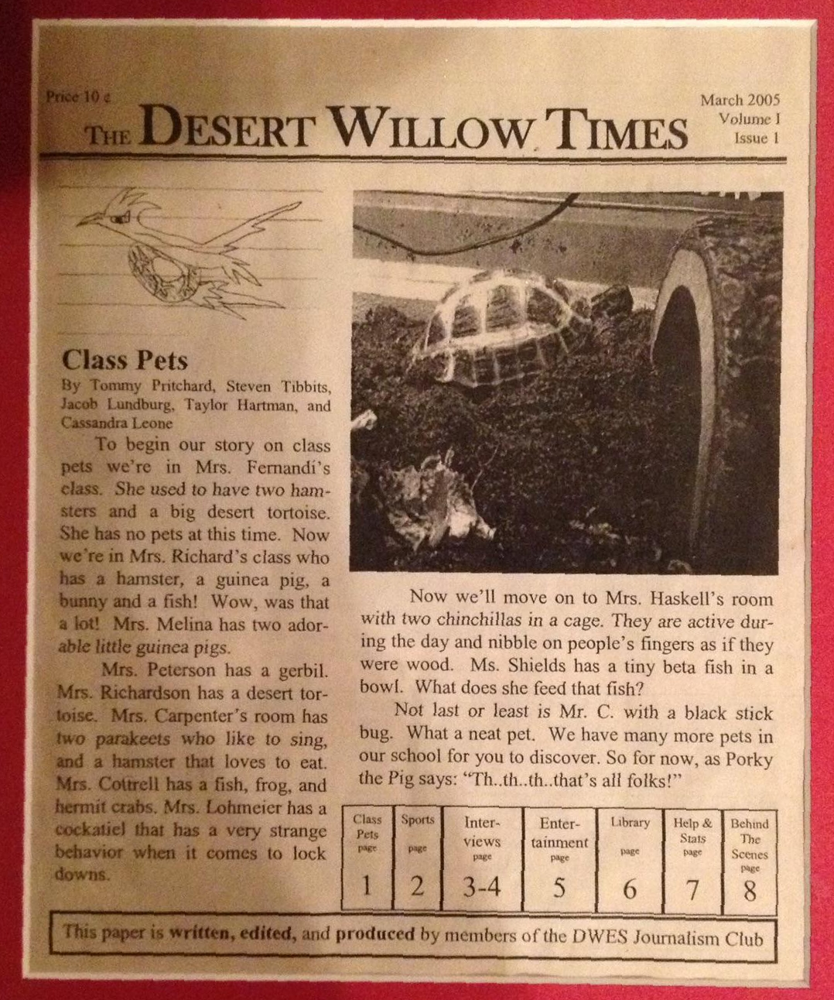 Price 10 ¢
March 2005
Volume I
Issue 1
THE DESERT WILLOW TIMES
Class Pets
By Tommy Pritchard, Steven Tibbits,
Jacob Lundburg, Taylor Hartman, and
Cassandra Leone
To begin our story on class
pets we're in Mrs. Fernandi's
class. She used to have two ham-
sters and a big desert tortoise.
She has no pets at this time. Now
we're in Mrs. Richard's class who
has a hamster, a guinea pig, a
bunny and a fish! Wow, was that
a lot! Mrs. Melina has two ador-
able little guinea pigs.
Mrs. Peterson has a gerbil.
Mrs. Richardson has a desert tor-
toise. Mrs. Carpenter's room has
two parakeets who like to sing,
and a hamster that loves to eat.
Mrs. Cottrell has a fish, frog, and
hermit crabs. Mrs. Lohmeier has a
cockatiel that has a very strange
behavior when it comes to lock
downs.
Now we'll move on to Mrs. Haskell's room
with two chinchillas in a cage. They are active dur-
ing the day and nibble on people's fingers as if they
were wood. Ms. Shields has a tiny beta fish in a
bowl. What does she feed that fish?
Not last or least is Mr. C. with a black stick
bug. What a neat pet. We have many more pets in
our school for you to discover. So for now, as Porky
the Pig says: "Th..th..th..that's all folks!"
Class Pets page 1
Sports page 2
Inter-views page 3-4
Enter-tainment page 5
Library page 6
Help & Stats page 7
Behind The Scenes page 8
This paper is written, edited, and produced by members of the DWES Journalism Club